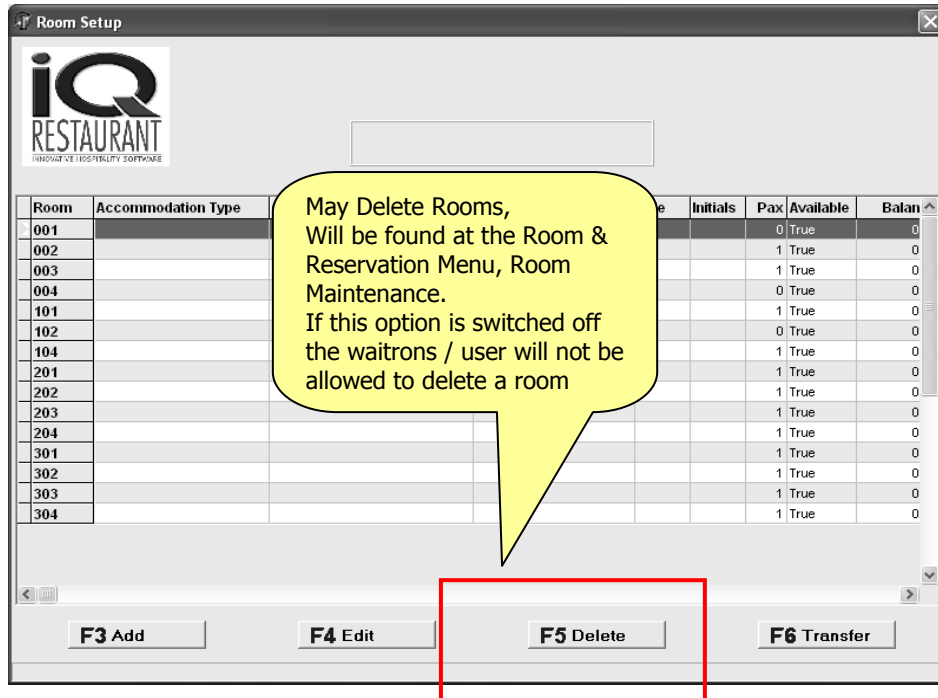 Room Setup
iQ
RESTAURANT
INNOVATIVE HOSPITALITY SOFTWARE
May Delete Rooms,
Will be found at the Room &
Reservation Menu, Room
Maintenance.
If this option is switched off
the waitrons / user will not be
allowed to delete a room
Room Accommodation Type e Initials Pax Available Balan
001 0 True 0
002 1 True 0
003 1 True 0
004 0 True 0
101 1 True 0
102 0 True 0
104 1 True 0
201 1 True 0
202 1 True 0
203 1 True 0
204 1 True 0
301 1 True 0
302 1 True 0
303 1 True 0
304 1 True 0
F3 Add F4 Edit F5 Delete F6 Transfer